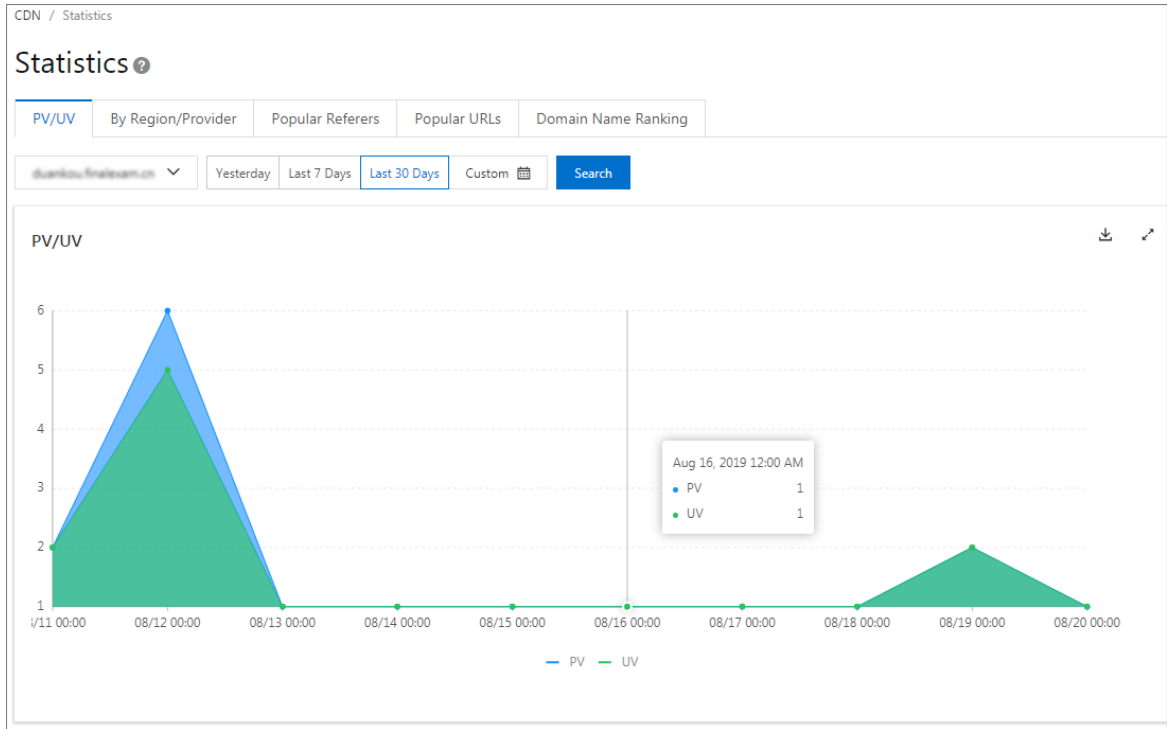 CDN / Statistics
Statistics ?
PV/UV By Region/Provider Popular Referers Popular URLs Domain Name Ranking
Yesterday Last 7 Days Last 30 Days Custom Search
PV/UV
6
5
4
Aug 16, 2019 12:00 AM
PV 1
3
UV 1
2
1
/11 00:00 08/12 00:00 08/13 00:00 08/14 00:00 08/15 00:00 08/16 00:00 08/17 00:00 08/18 00:00 08/19 00:00 08/20 00:00
PV UV